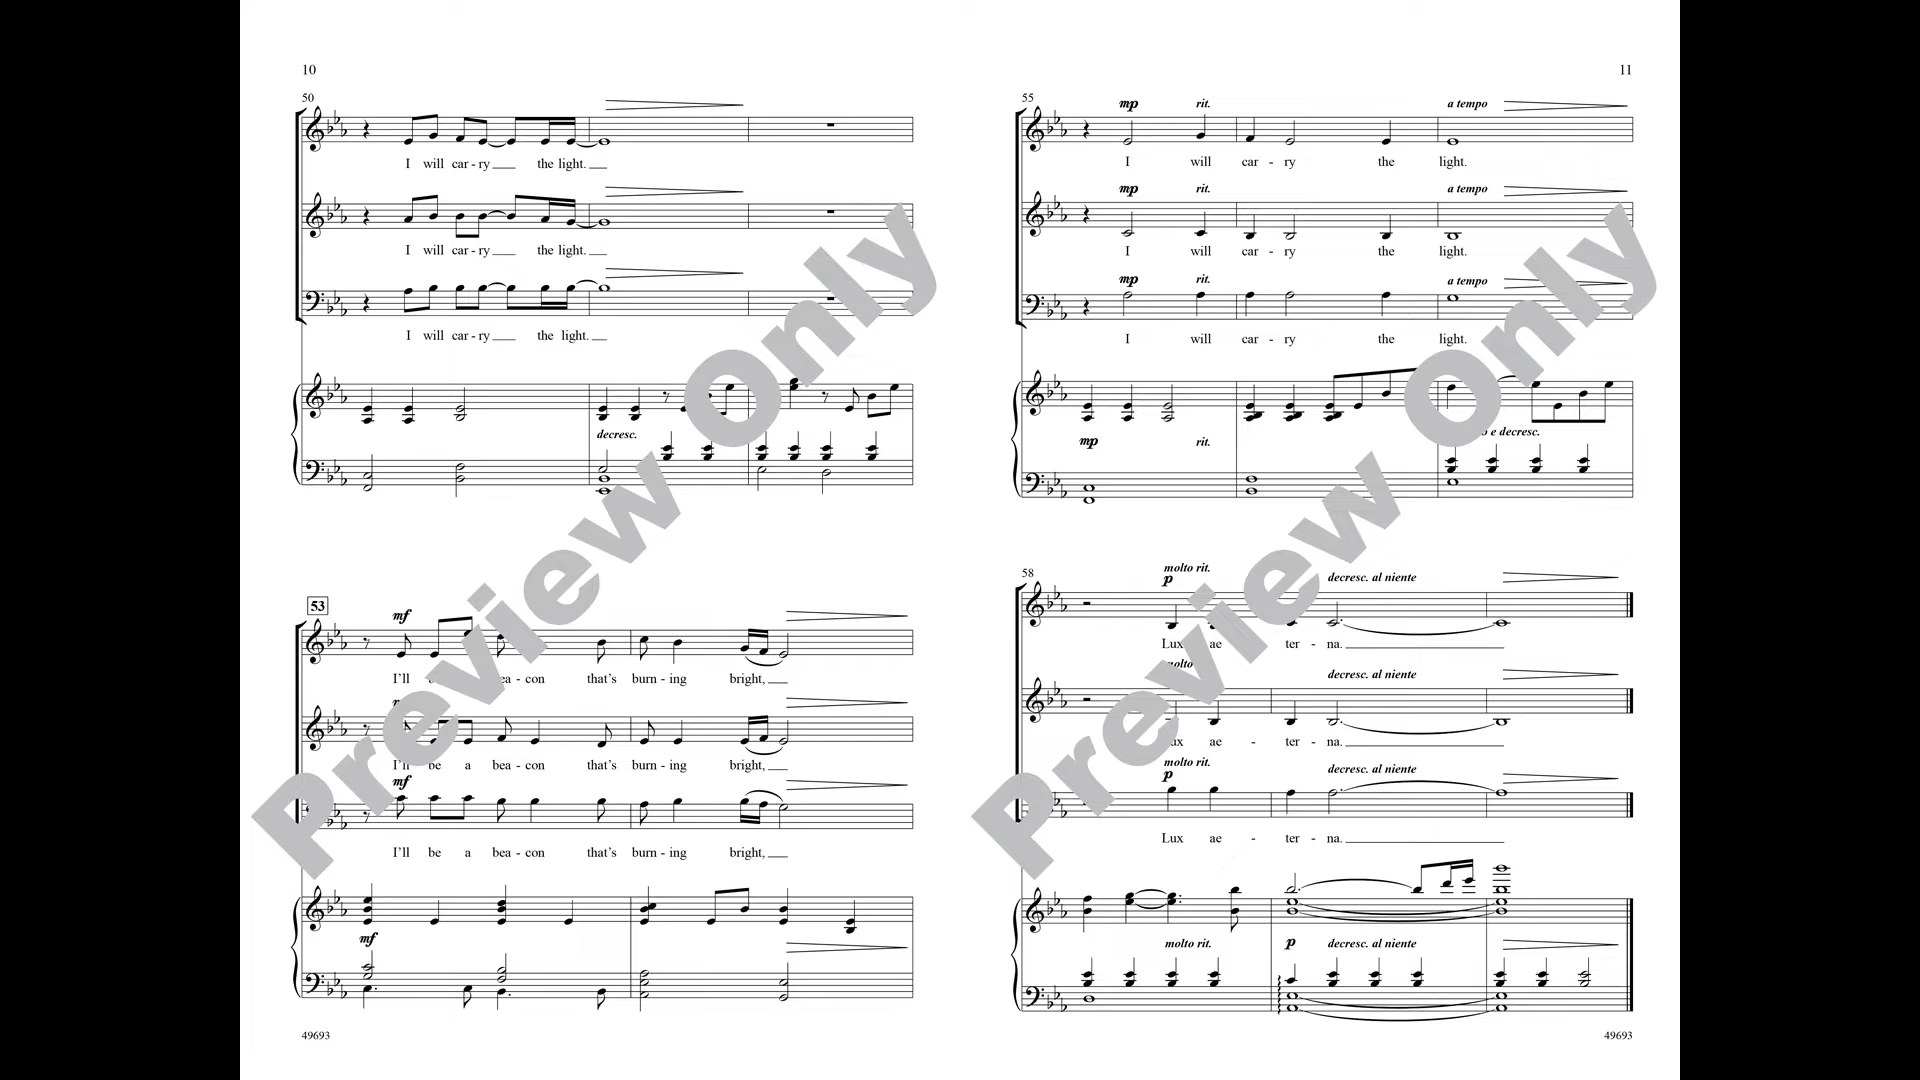 10
50
I will car - ry the light.
I will car - ry the light.
I will car - ry the light.
decresc.
53
mf
I'll ea - con that's burn - ing bright,
I'll be a bea - con that's burn - ing bright,
mf
I'll be a bea - con that's burn - ing bright,
mf
49693
Preview Only
11
55
mp rit. a tempo
I will car - ry the light.
mp rit. a tempo
I will car - ry the light.
mp rit. a tempo
I will car - ry the light.
e decresc.
mp rit.
58
molto rit.
p decresc. al niente
Lux ae ter - na.
molto decresc. al niente
ae - ter - na.
molto rit.
p decresc. al niente
Lux ae - ter - na.
molto rit. p decresc. al niente
49693
Preview Only